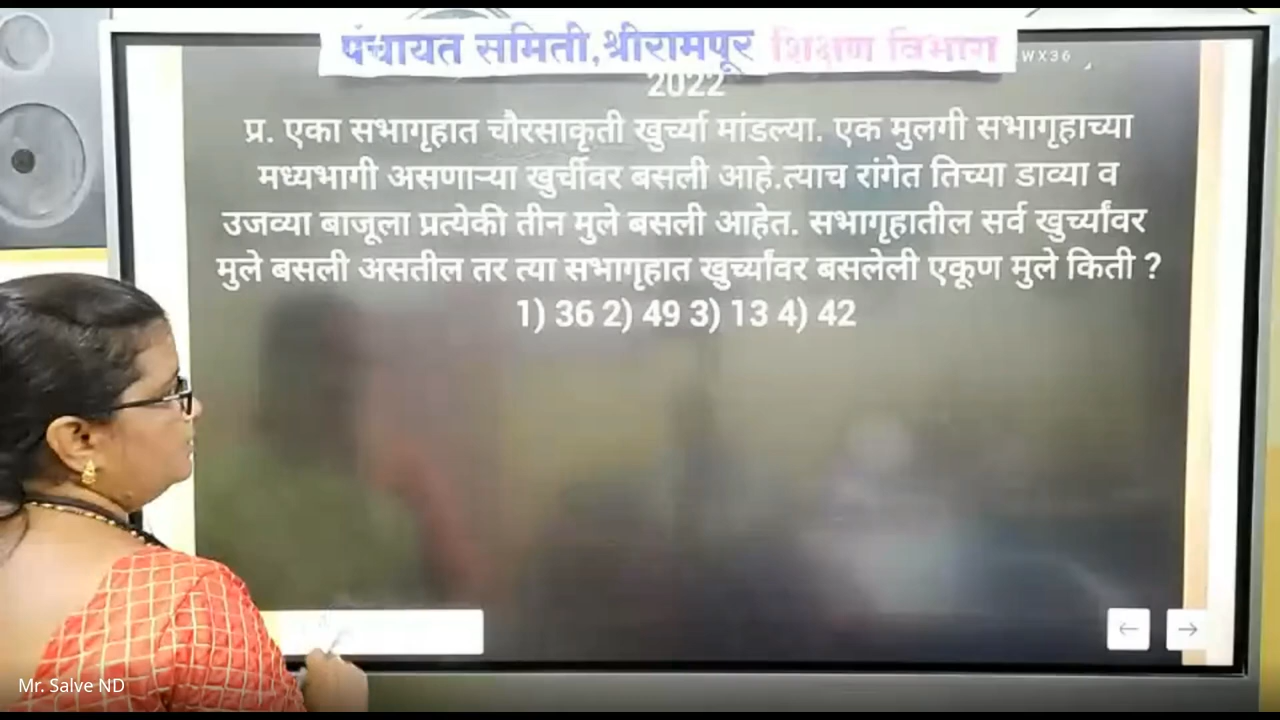 पंचायत समिती,श्रीरामपूर शिक्षण विभाग
WX36
2022
प्र. एका सभागृहात चौरसाकृती खुर्च्या मांडल्या. एक मुलगी सभागृहाच्या
मध्यभागी असणाऱ्या खुर्चीवर बसली आहे.त्याच रांगेत तिच्या डाव्या व
उजव्या बाजूला प्रत्येकी तीन मुले बसली आहेत. सभागृहातील सर्व खुर्च्यांवर
मुले बसली असतील तर त्या सभागृहात खुर्च्यांवर बसलेली एकूण मुले किती ?
1) 36 2) 49 3) 13 4) 42
Mr. Salve ND